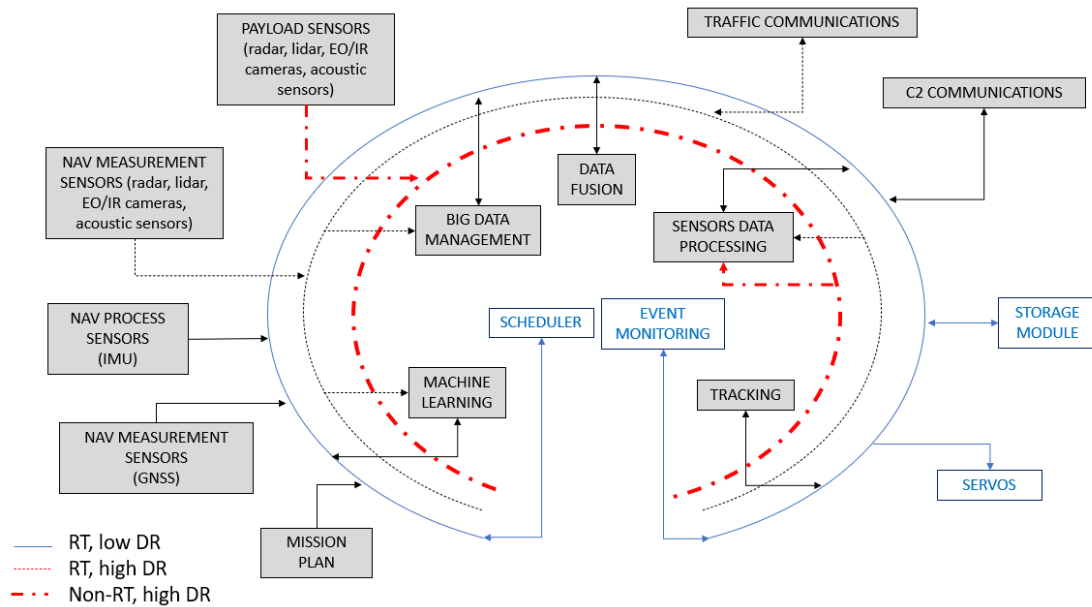 PAYLOAD SENSORS
(radar, lidar, EO/IR
cameras, acoustic
sensors)
TRAFFIC COMMUNICATIONS
C2 COMMUNICATIONS
NAV MEASUREMENT
SENSORS (radar, lidar,
EO/IR cameras,
acoustic sensors)
DATA
FUSION
BIG DATA
MANAGEMENT
SENSORS DATA
PROCESSING
NAV PROCESS
SENSORS
(IMU)
SCHEDULER
EVENT
MONITORING
STORAGE
MODULE
MACHINE
LEARNING
TRACKING
NAV MEASUREMENT
SENSORS
(GNSS)
SERVOS
MISSION
PLAN
RT, low DR
RT, high DR
Non-RT, high DR